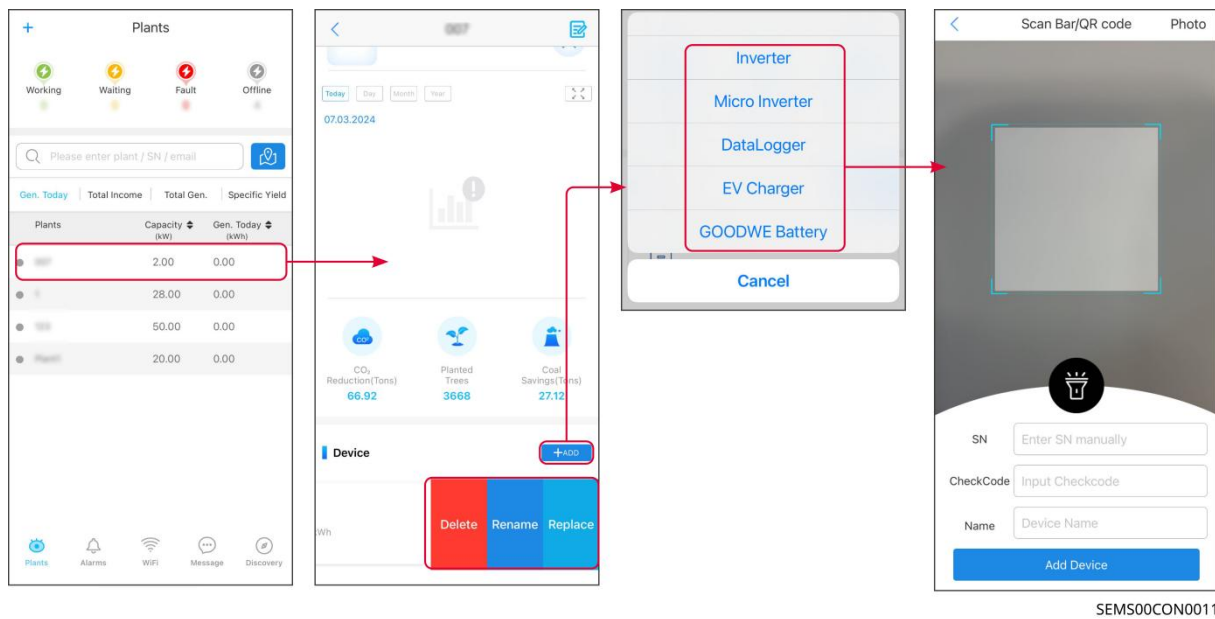 + Plants
Working Waiting Fault Offline
Please enter plant / SN / email
Gen. Today Total Income Total Gen. Specific Yield
Plants Capacity Gen. Today
(kW) (kWh)
2.00 0.00
28.00 0.00
50.00 0.00
20.00 0.00
Plants Alarms WiFi Message Discovery
007
Today Day Month Year
07.03.2024
CO₂ Planted Coal
Reduction(Tons) Trees Savings(Tons)
66.92 3668 27.12
Device +ADD
Wh Delete Rename Replace
Inverter
Micro Inverter
DataLogger
EV Charger
GOODWE Battery
Cancel
Scan Bar/QR code Photo
SN Enter SN manually
CheckCode Input Checkcode
Name Device Name
Add Device
SEMS00CON0011